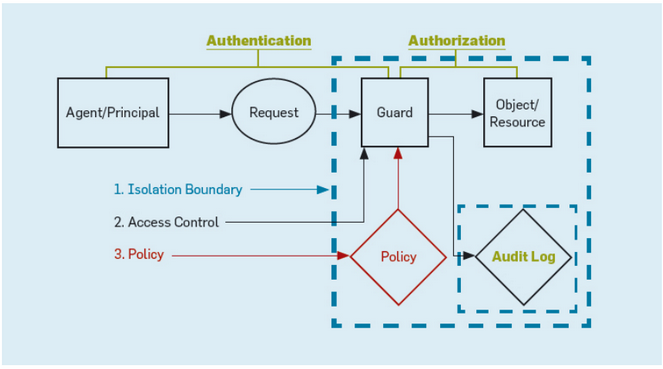 Authentication
Authorization
Agent/Principal
Request
Guard
Object/
Resource
1. Isolation Boundary
2. Access Control
3. Policy
Policy
Audit Log